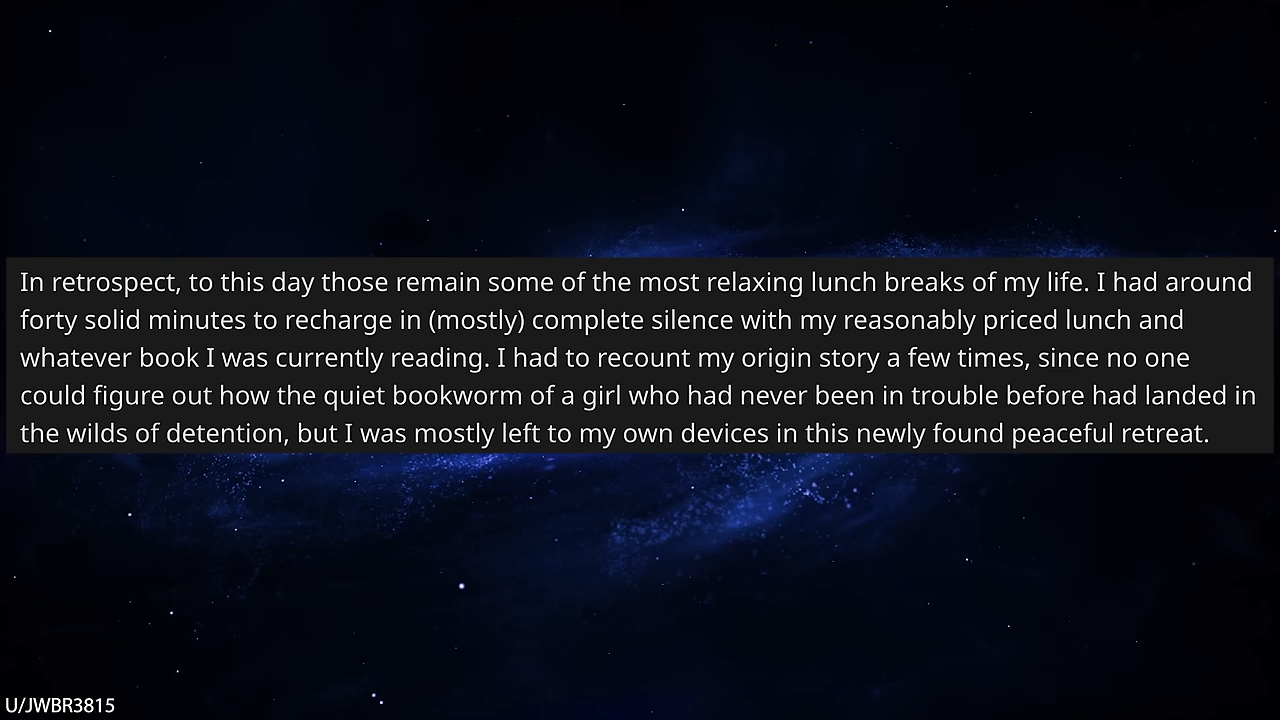 In retrospect, to this day those remain some of the most relaxing lunch breaks of my life. I had around
forty solid minutes to recharge in (mostly) complete silence with my reasonably priced lunch and
whatever book I was currently reading. I had to recount my origin story a few times, since no one
could figure out how the quiet bookworm of a girl who had never been in trouble before had landed in
the wilds of detention, but I was mostly left to my own devices in this newly found peaceful retreat.
U/JWBR3815